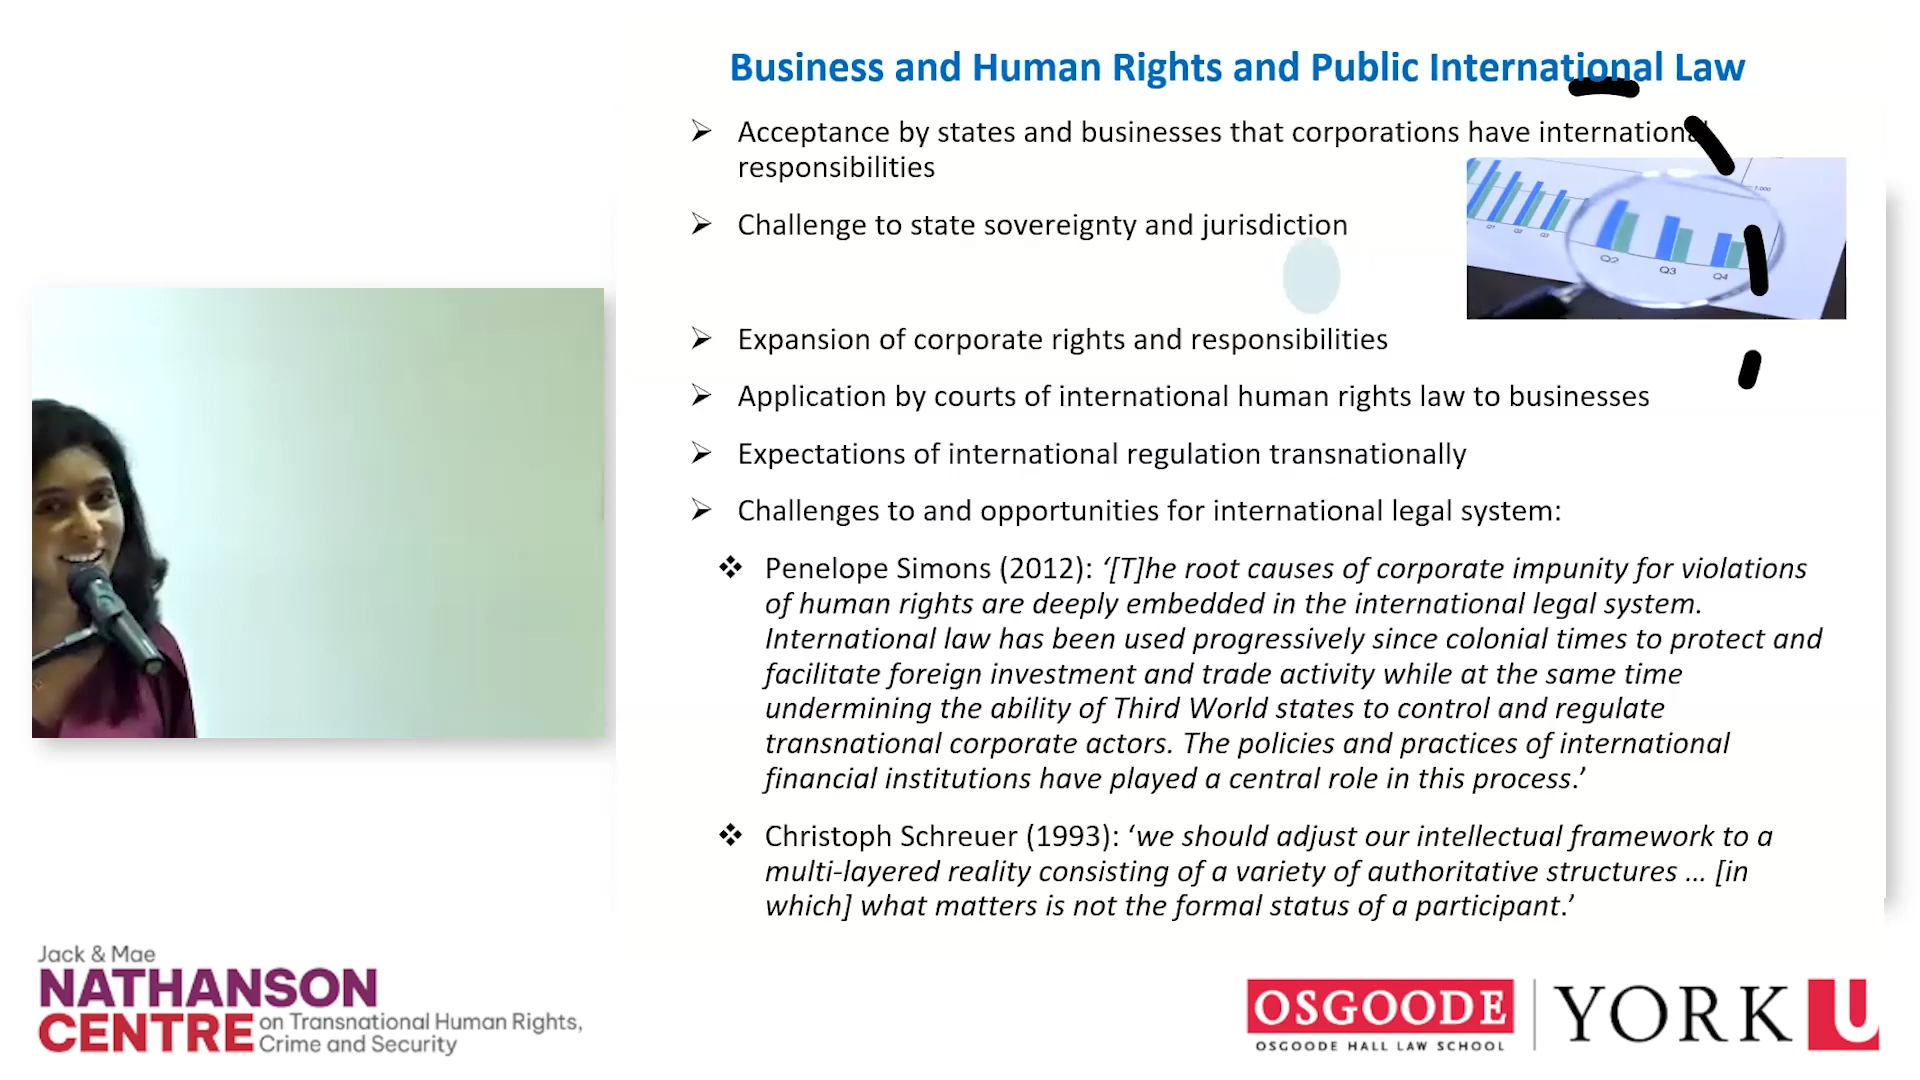 Business and Human Rights and Public International Law
Acceptance by states and businesses that corporations have international
responsibilities
Challenge to state sovereignty and jurisdiction
1,000
Q1 Q2 Q3
Q2 Q3 Q4
Expansion of corporate rights and responsibilities
Application by courts of international human rights law to businesses
Expectations of international regulation transnationally
Challenges to and opportunities for international legal system:
Penelope Simons (2012): ‘[T]he root causes of corporate impunity for violations
of human rights are deeply embedded in the international legal system.
International law has been used progressively since colonial times to protect and
facilitate foreign investment and trade activity while at the same time
undermining the ability of Third World states to control and regulate
transnational corporate actors. The policies and practices of international
financial institutions have played a central role in this process.’
Christoph Schreuer (1993): ‘we should adjust our intellectual framework to a
multi-layered reality consisting of a variety of authoritative structures … [in
which] what matters is not the formal status of a participant.’
Jack & Mae
NATHANSON
CENTRE on Transnational Human Rights,
Crime and Security
OSGOODE
OSGOODE HALL LAW SCHOOL
YORK U